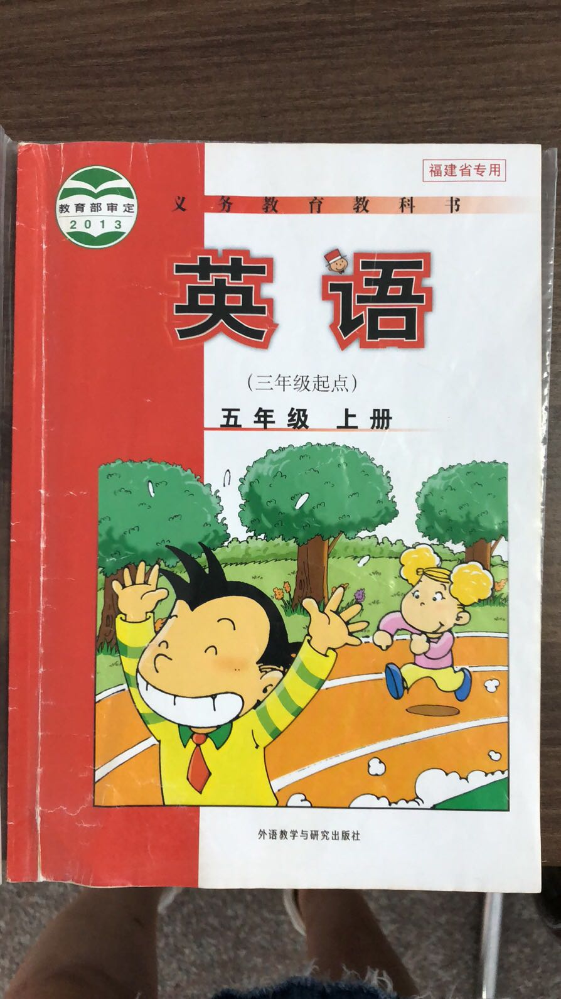 福建省专用
教育部审定
2013
义务教育教科书
英语
(三年级起点)
五年级 上册
外语教学与研究出版社